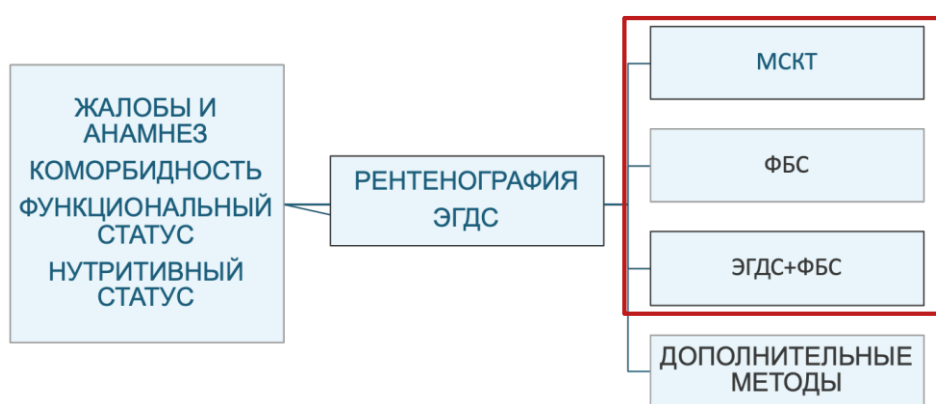 ЖАЛОБЫ И
АНАМНЕЗ
КОМОРБИДНОСТЬ
ФУНКЦИОНАЛЬНЫЙ
СТАТУС
НУТРИТИВНЫЙ
СТАТУС
РЕНТЕНОГРАФИЯ
ЭГДС
МСКТ
ФБС
ЭГДС+ФБС
ДОПОЛНИТЕЛЬНЫЕ
МЕТОДЫ